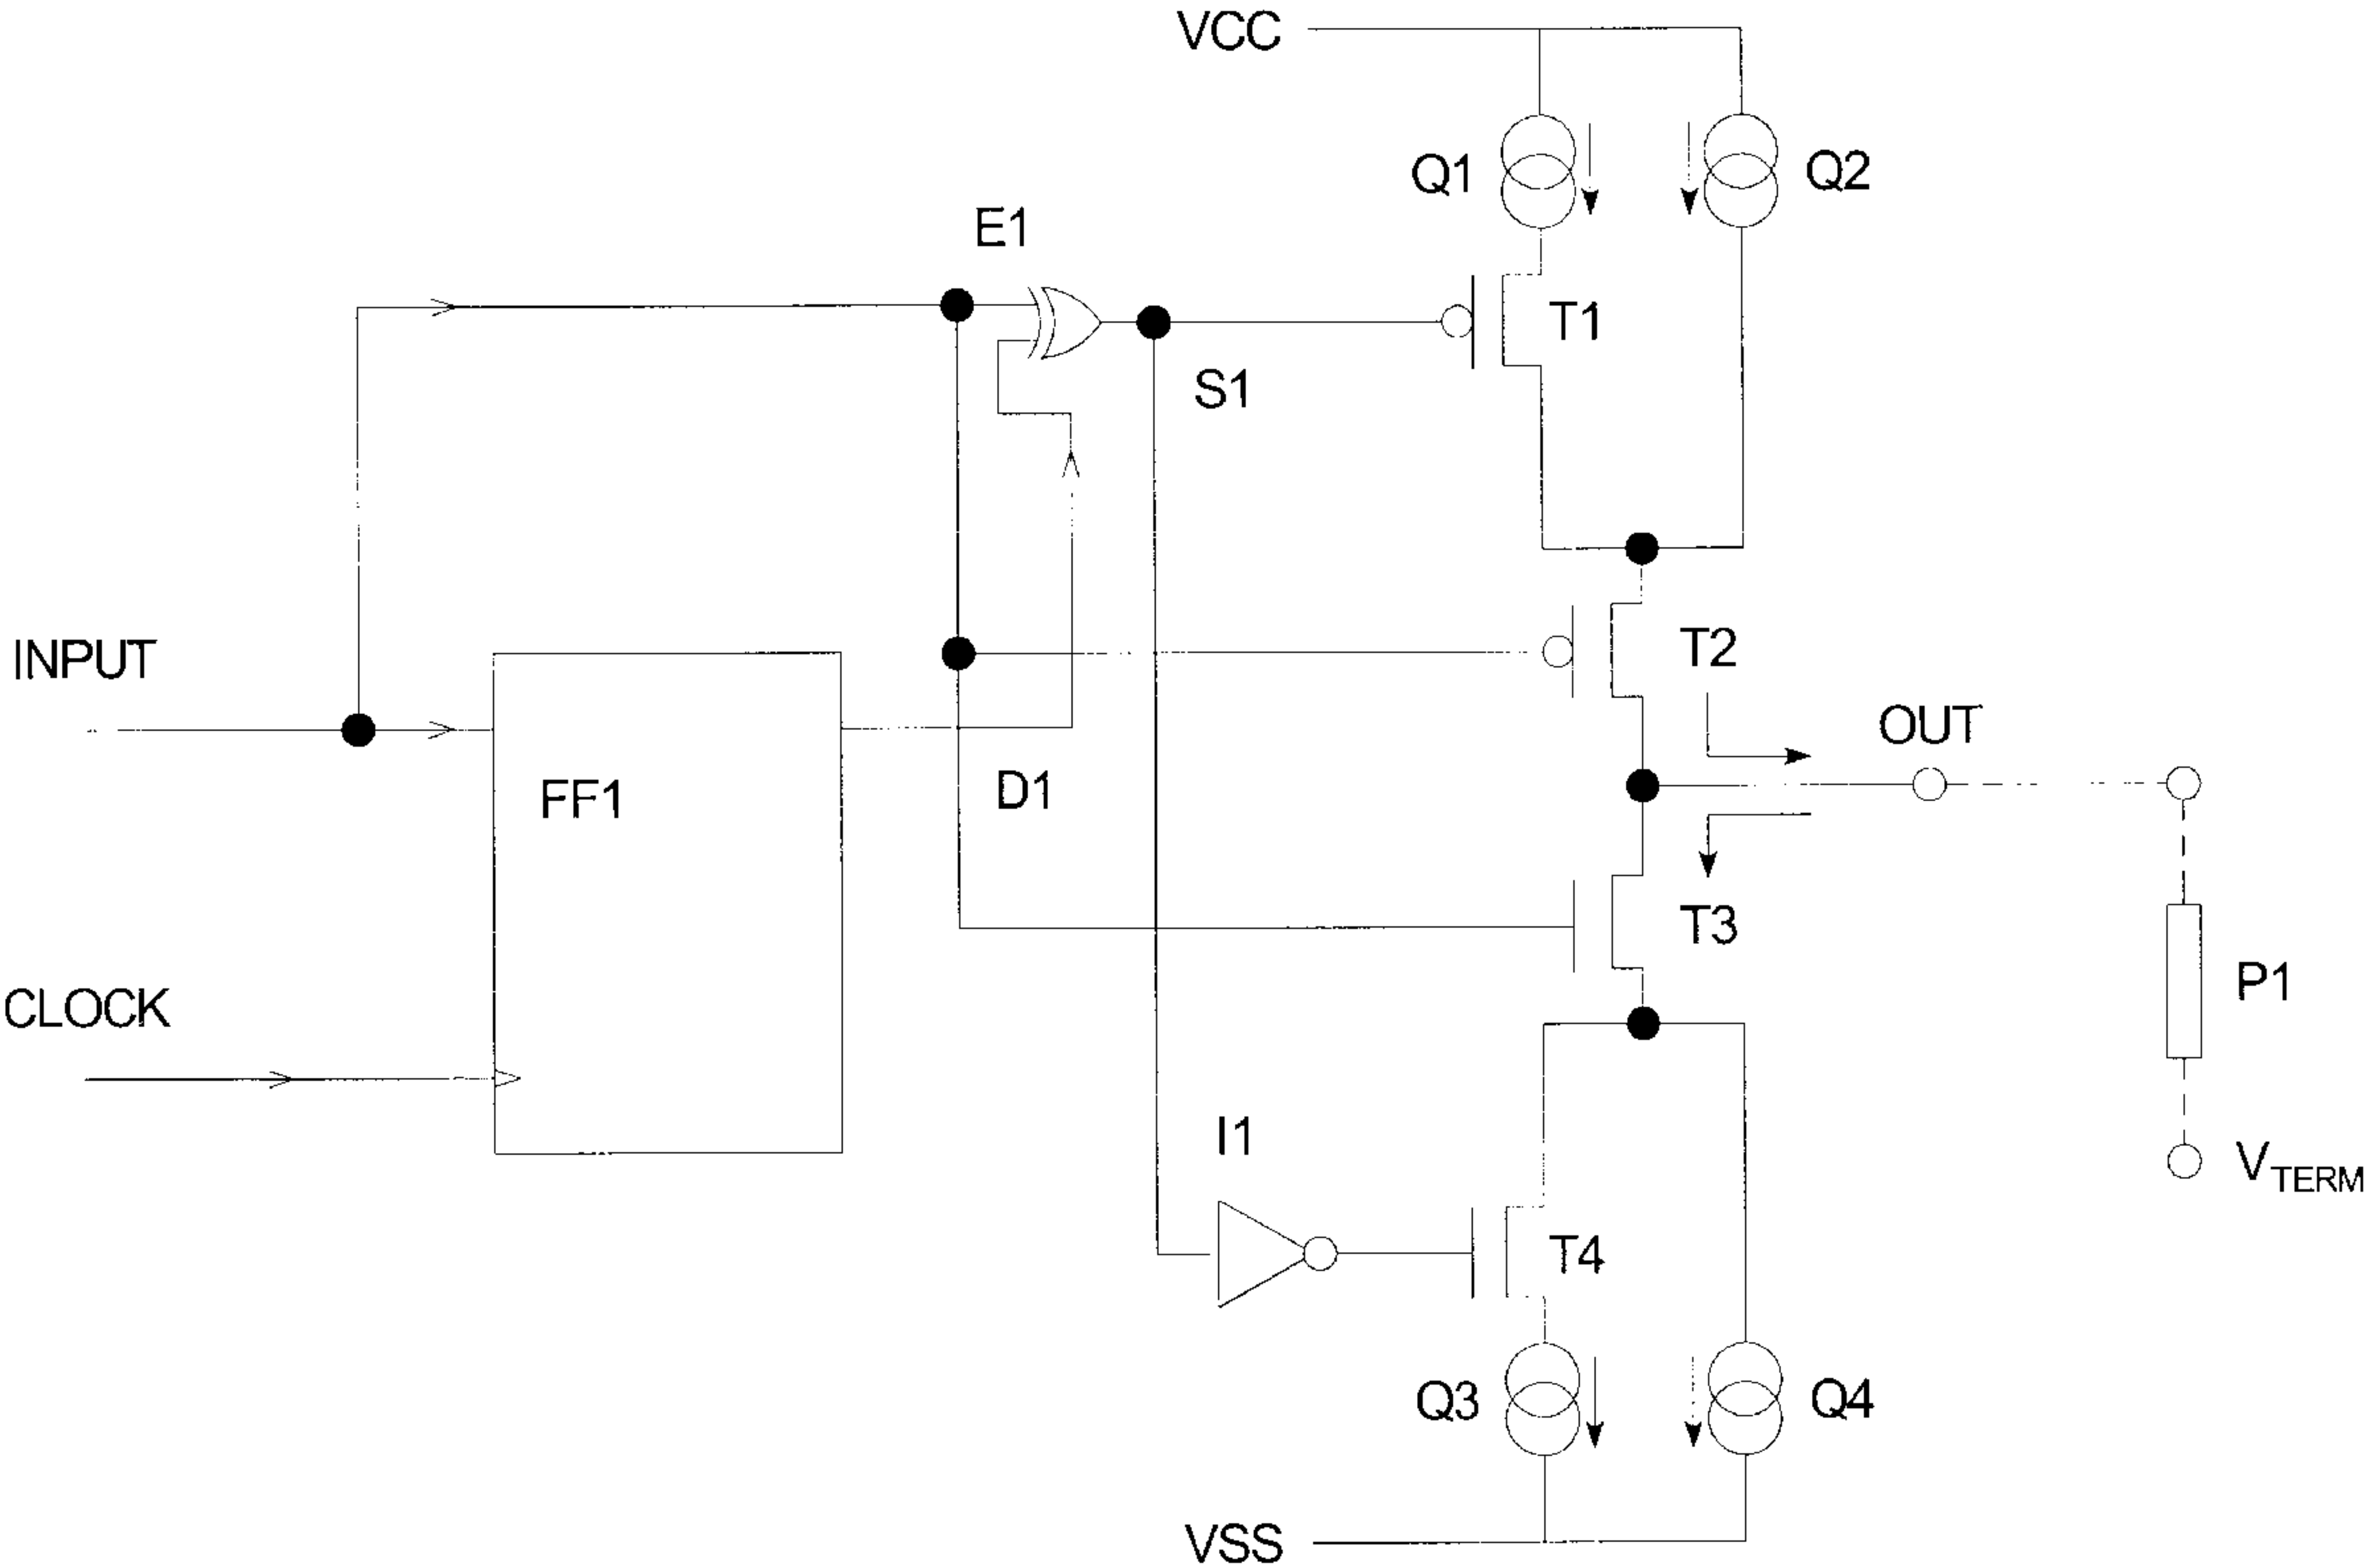 VCC
Q1
Q2
E1
T1
S1
INPUT
T2
OUT
FF1
D1
T3
P1
CLOCK
I1
VTERM
T4
Q3
Q4
VSS